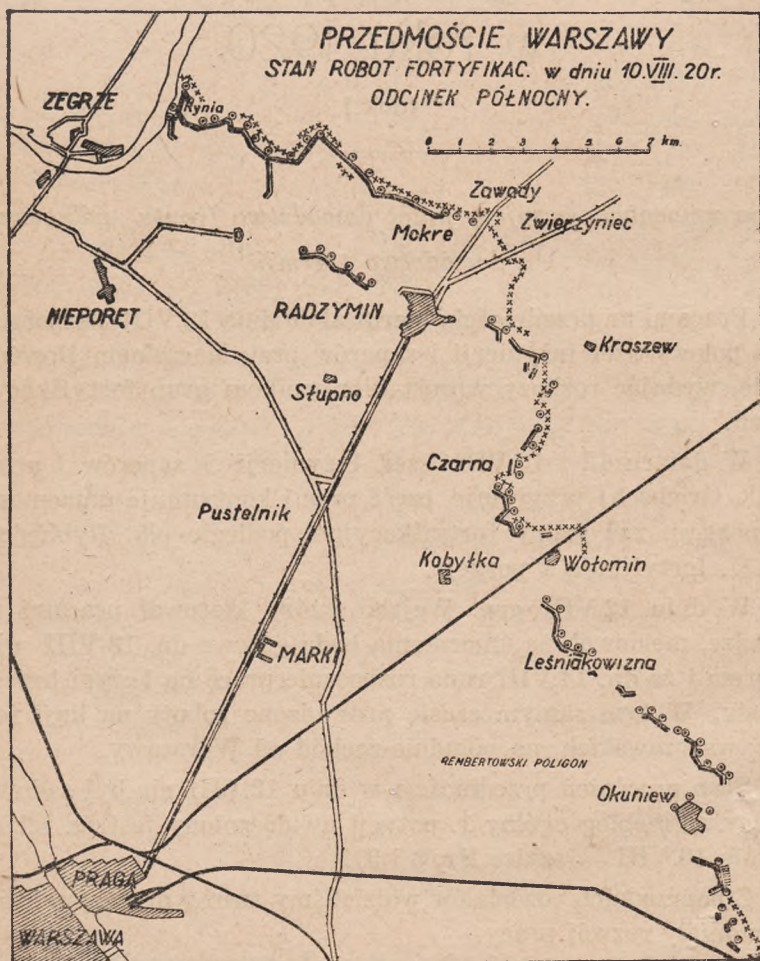 PRZEDMOŚCIE WARSZAWY
STAN ROBOT FORTYFIKAC. w dniu 10.VIII. 20r.
ODCINEK PÓŁNOCNY.
0 1 2 3 4 5 6 7 km.
ZEGRZE
Rynia
Zawady
Mokre
Zwierzyniec
NIEPORĘT
RADZYMIN
Kraszew
Słupno
Czarna
Pustelnik
Kobyłka
Wołomin
MARKI
Leśniakowizna
REMBERTOWSKI POLIGON
Okuniew
PRAGA
WARSZAWA